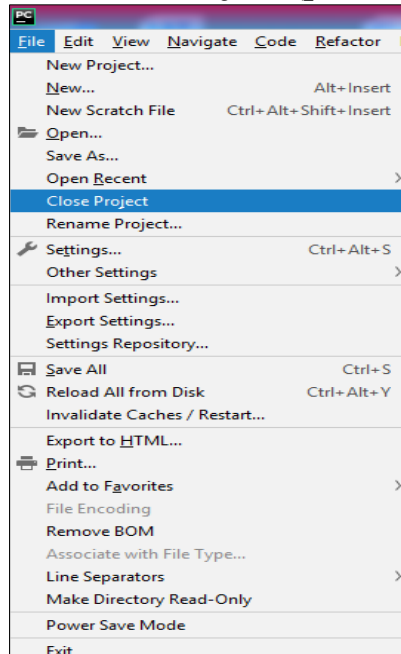 PC
File Edit View Navigate Code Refactor
New Project...
New... Alt+Insert
New Scratch File Ctrl+Alt+Shift+Insert
Open...
Save As...
Open Recent
Close Project
Rename Project...
Settings... Ctrl+Alt+S
Other Settings
Import Settings...
Export Settings...
Settings Repository...
Save All Ctrl+S
Reload All from Disk Ctrl+Alt+Y
Invalidate Caches / Restart...
Export to HTML...
Print...
Add to Favorites
File Encoding
Remove BOM
Associate with File Type...
Line Separators
Make Directory Read-Only
Power Save Mode
Exit